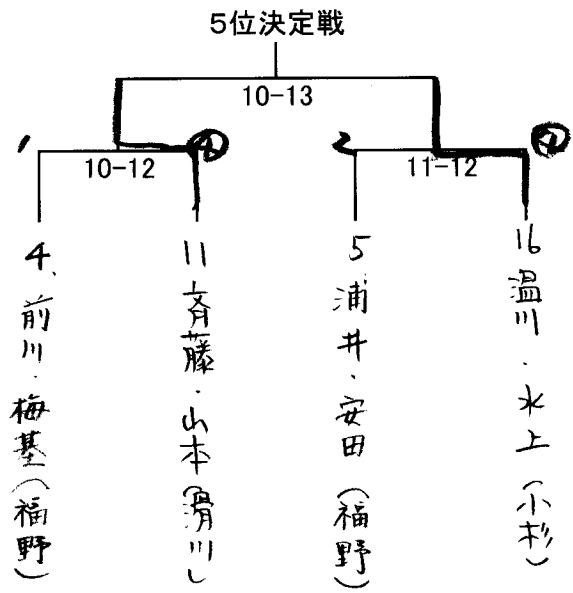 5位決定戦
10-13
1
④
2
④
10-12
11-12
4、前川・梅基(福野)
11 斉藤・山本(滑川)
5 浦井・安田(福野)
16 温川・水上(小杉)